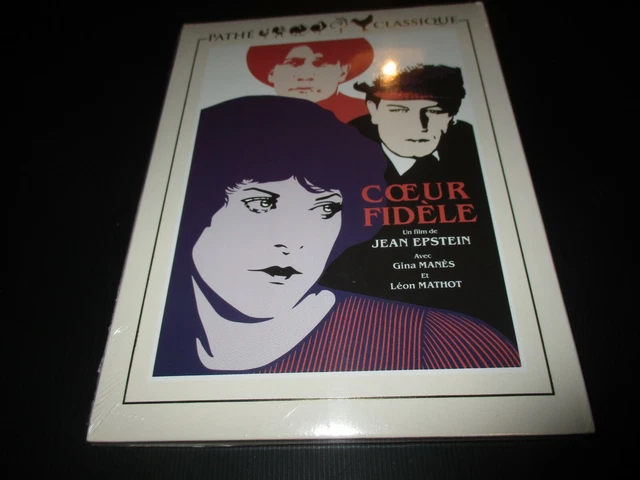 PATHÉ CLASSIQUE
CŒUR
FIDÈLE
Un film de
JEAN EPSTEIN
Avec
Gina MANÈS
Et
Léon MATHOT